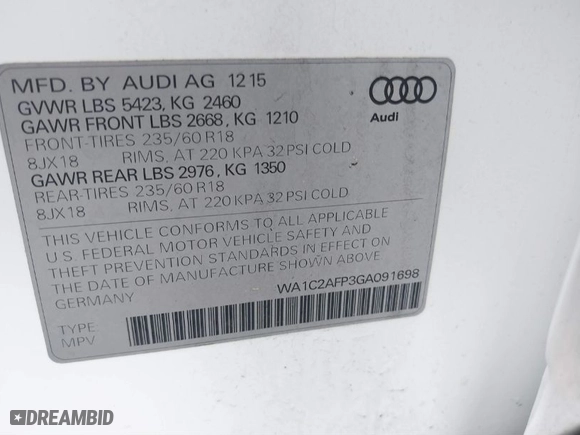 MFD. BY AUDI AG 12 15
GVWR LBS 5423, KG 2460
GAWR FRONT LBS 2668, KG 1210
FRONT-TIRES 235/60 R18
8JX18 RIMS, AT 220 KPA 32 PSI COLD
GAWR REAR LBS 2976, KG 1350
REAR-TIRES 235/60 R18
8JX18 RIMS, AT 220 KPA 32 PSI COLD
Audi
THIS VEHICLE CONFORMS TO ALL APPLICABLE
U.S. FEDERAL MOTOR VEHICLE SAFETY AND
THEFT PREVENTION STANDARDS IN EFFECT ON
THE DATE OF MANUFACTURE SHOWN ABOVE
GERMANY
WA1C2AFP3GA091698
TYPE
MPV
DREAMBID